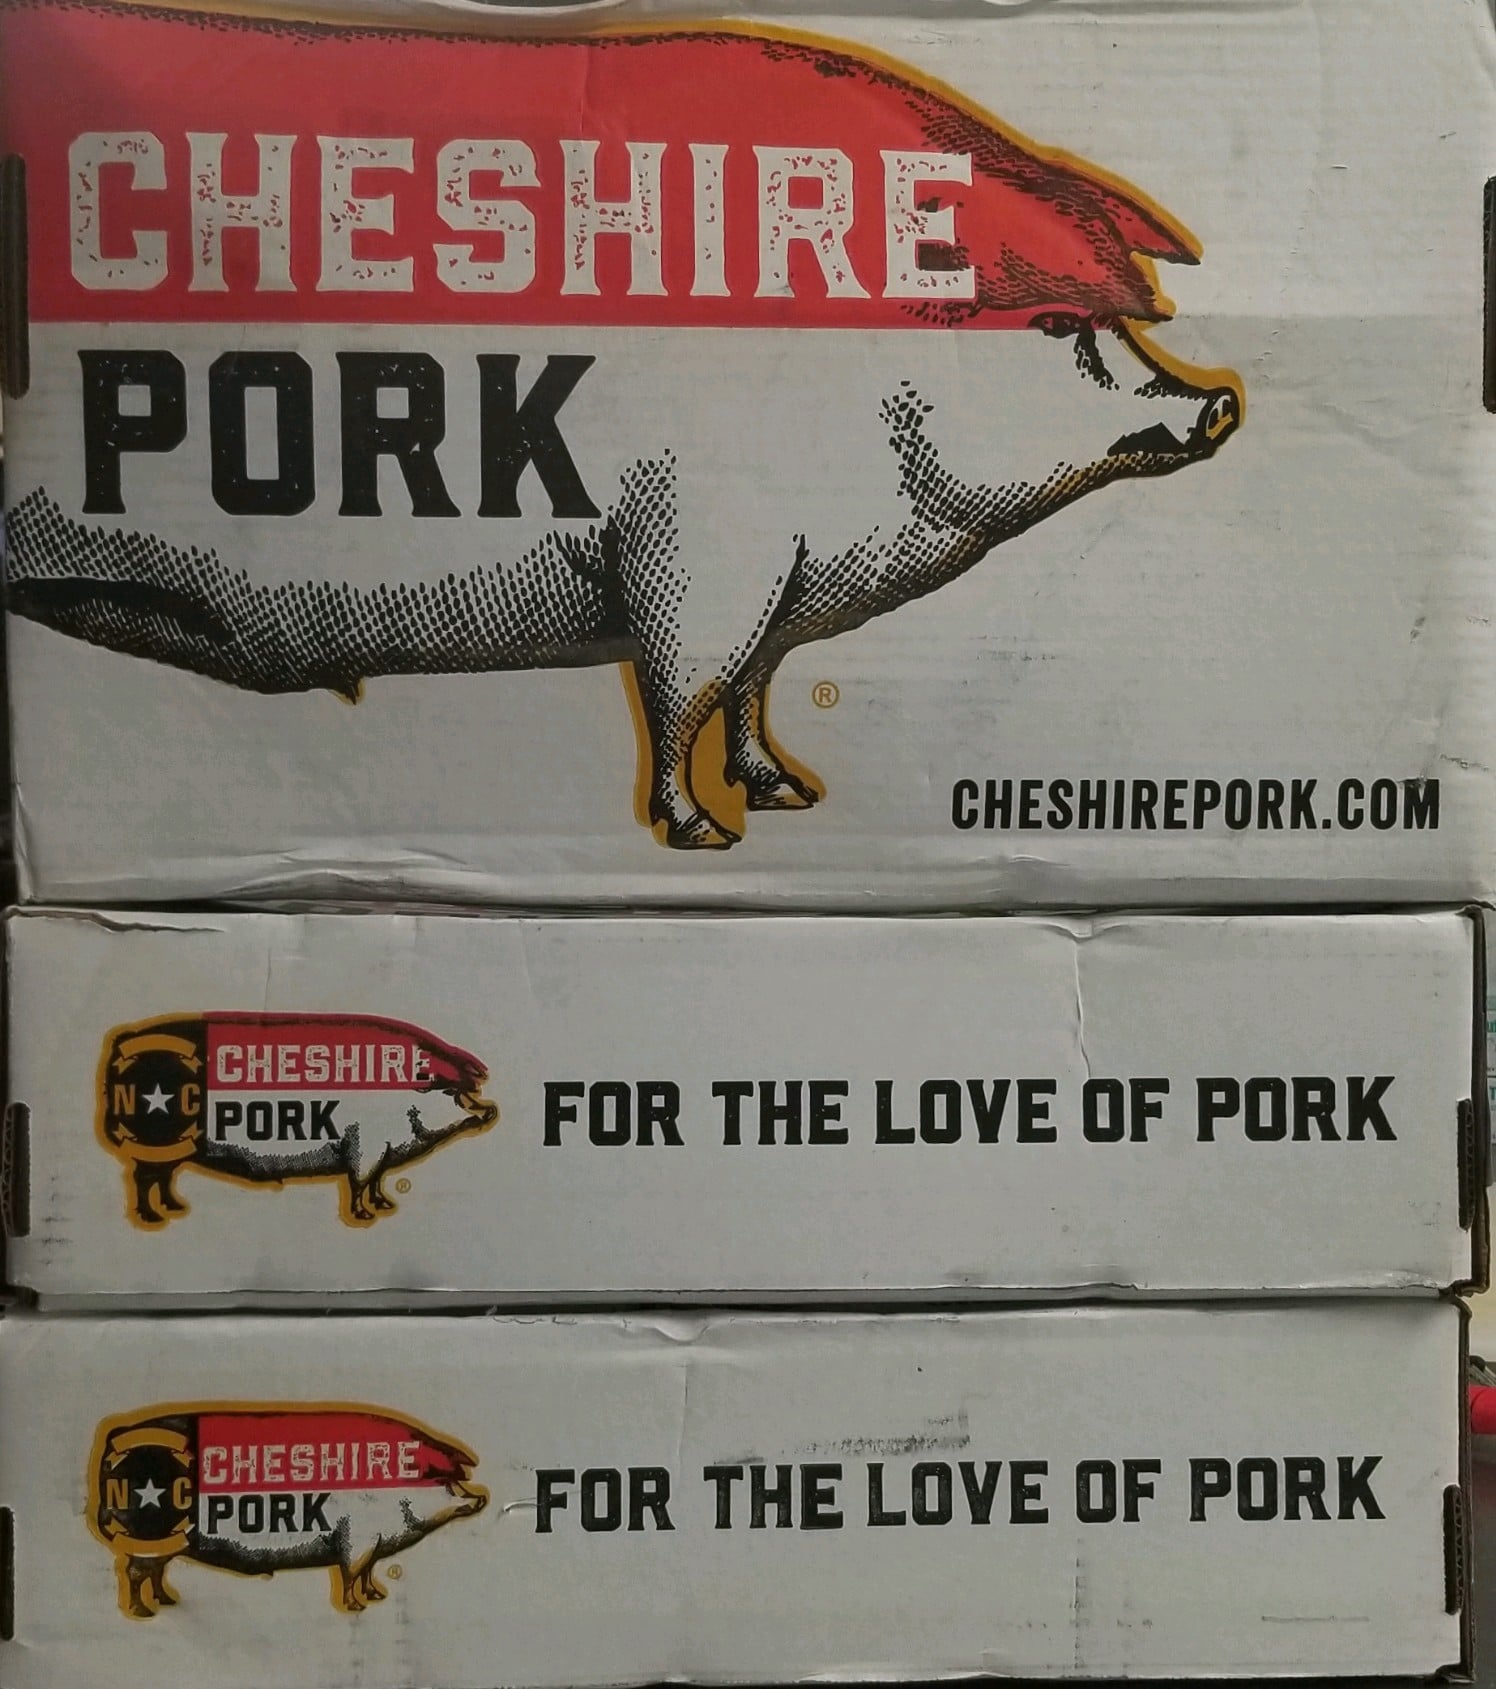 CHESHIRE
PORK
®
CHESHIREPORK.COM
CHESHIRE
N C
PORK
®
FOR THE LOVE OF PORK
CHESHIRE
N C
PORK
®
FOR THE LOVE OF PORK